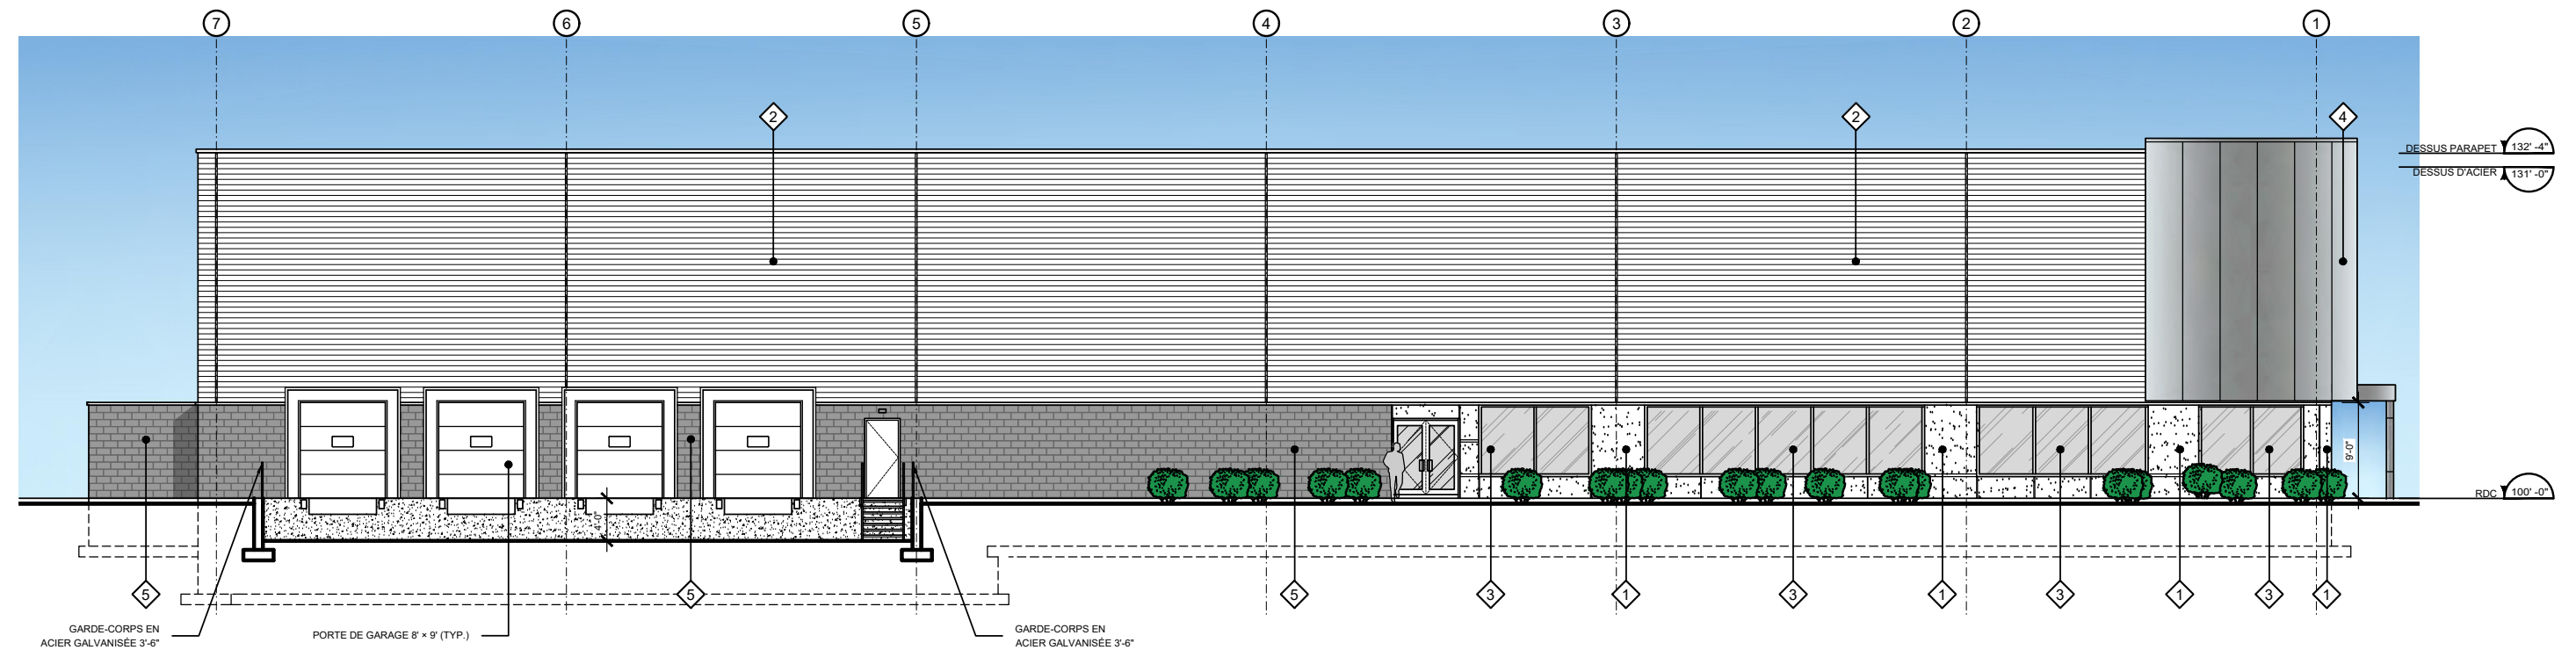 7 6 5 4 3 2 1
2 2 4
DESSUS PARAPET 132' -4"
DESSUS D'ACIER 131' -0"
9'-0"
RDC 100' -0"
4'-0"
5 5 5 3 1 3 1 3 1 3 1
GARDE-CORPS EN
ACIER GALVANISÉE 3'-6"
PORTE DE GARAGE 8' × 9' (TYP.)
GARDE-CORPS EN
ACIER GALVANISÉE 3'-6"